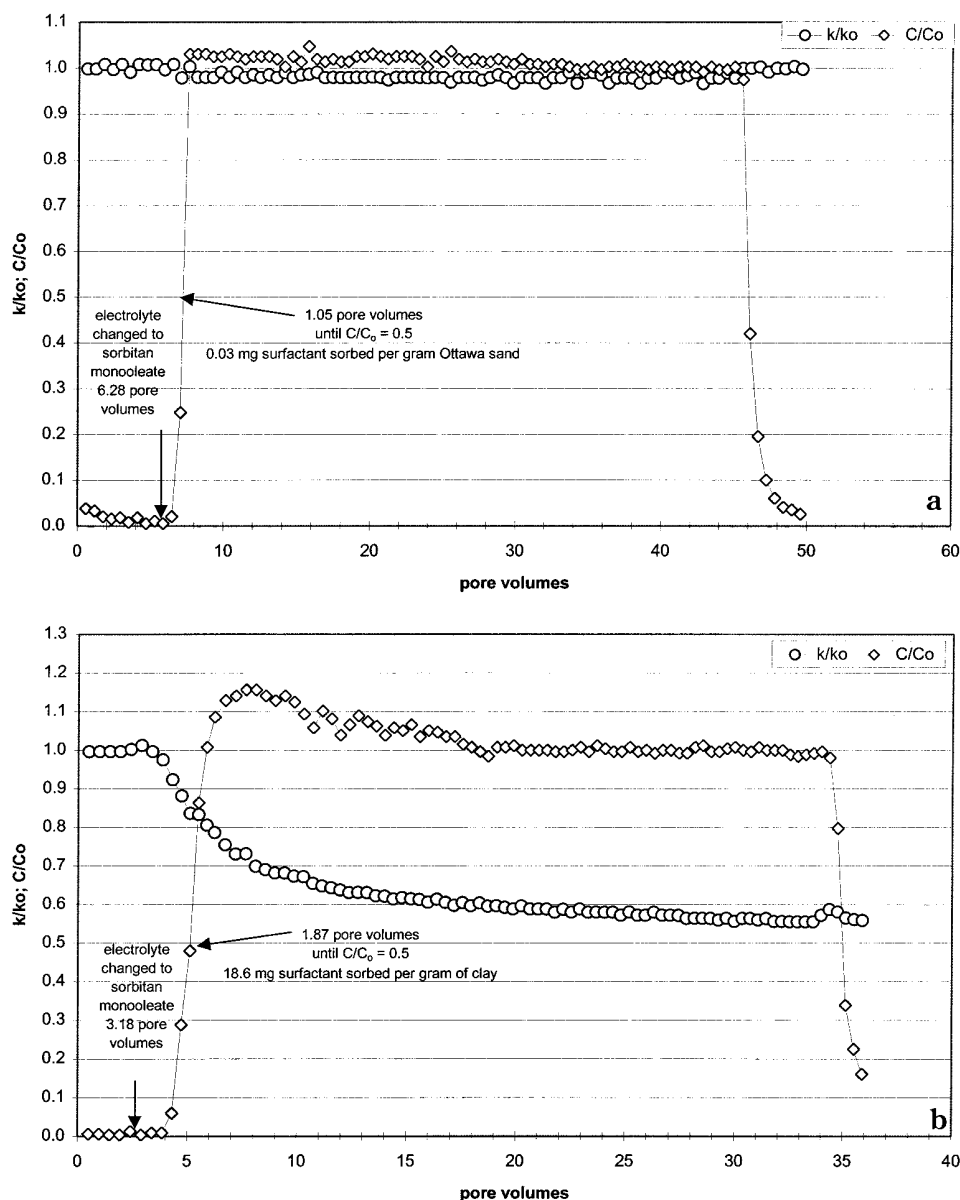 1.1
k/ko C/Co
1.0
0.9
0.8
0.7
0.6
0.5
0.4
0.3
0.2
0.1
0.0
k/ko; C/Co
electrolyte
changed to
sorbitan
monooleate
6.28 pore
volumes
1.05 pore volumes
until C/Co = 0.5
0.03 mg surfactant sorbed per gram Ottawa sand
a
0 10 20 30 40 50 60
pore volumes
1.3
k/ko C/Co
1.2
1.1
1.0
0.9
0.8
0.7
0.6
0.5
0.4
0.3
0.2
0.1
0.0
k/ko; C/Co
electrolyte
changed to
sorbitan
monooleate
3.18 pore
volumes
1.87 pore volumes
until C/Co = 0.5
18.6 mg surfactant sorbed per gram of clay
b
0 5 10 15 20 25 30 35 40
pore volumes